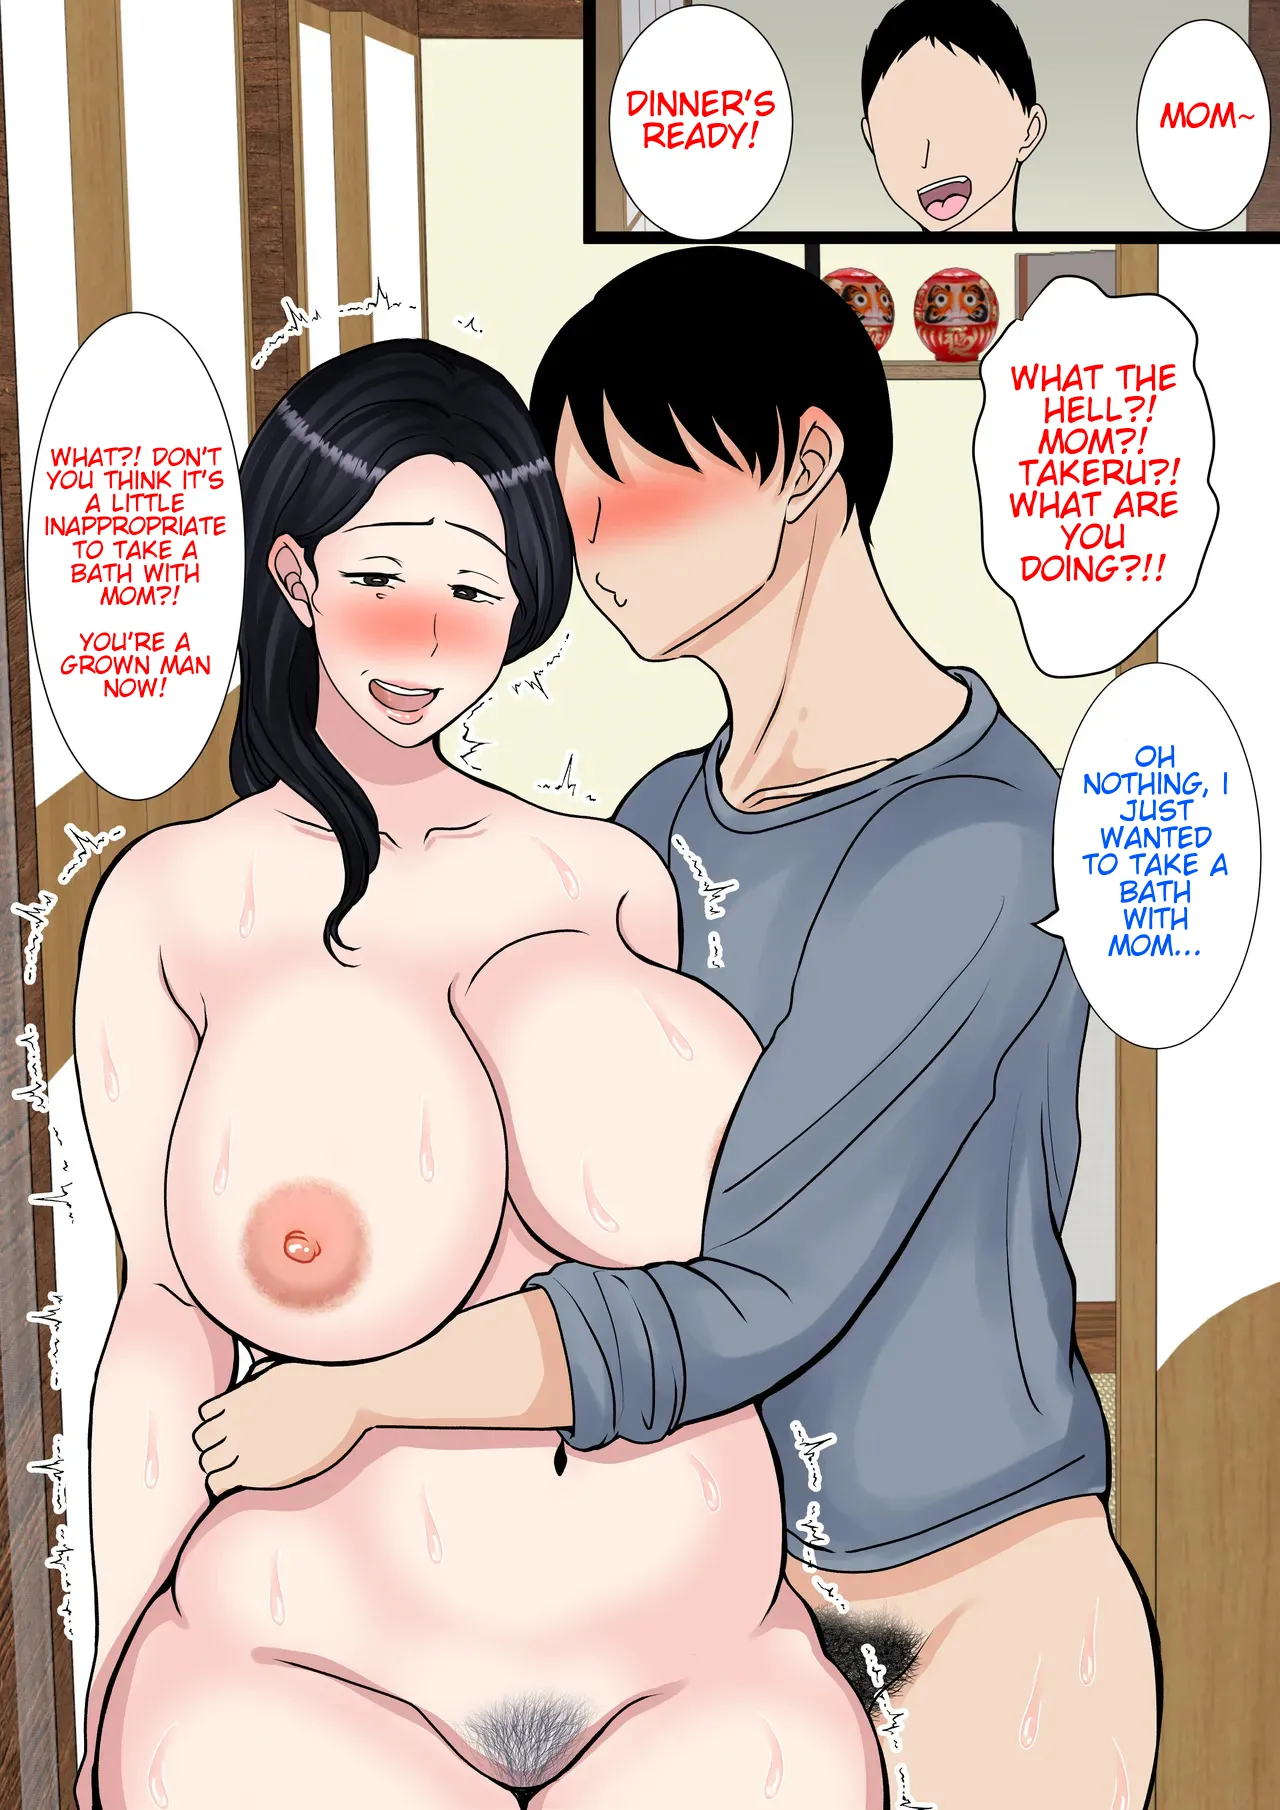 MOM~
DINNER'S
READY!
WHAT THE
HELL?!
MOM?!
TAKERU?!
WHAT ARE
YOU
DOING?!!
OH
NOTHING, I
JUST
WANTED
TO TAKE A
BATH
WITH
MOM...
WHAT?! DON'T
YOU THINK IT'S
A LITTLE
INAPPROPRIATE
TO TAKE A
BATH WITH
MOM?!
YOU'RE A
GROWN MAN
NOW!